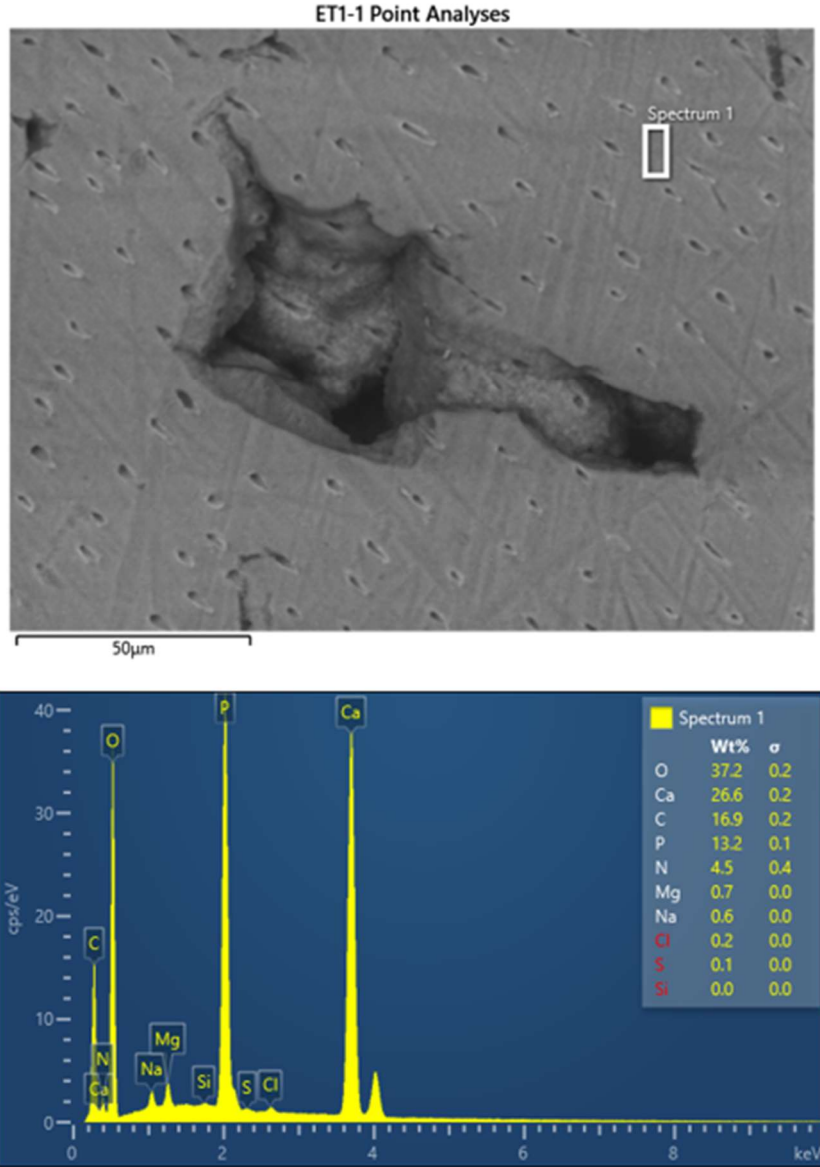 ET1-1 Point Analyses
Spectrum 1
50µm
cps/eV
40
30
20
10
0
P
Ca
O
C
N
Ca
Na
Mg
Si
S
Cl
Spectrum 1
Wt% σ
O 37.2 0.2
Ca 26.6 0.2
C 16.9 0.2
P 13.2 0.1
N 4.5 0.4
Mg 0.7 0.0
Na 0.6 0.0
Cl 0.2 0.0
S 0.1 0.0
Si 0.0 0.0
0 2 4 6 8 keV